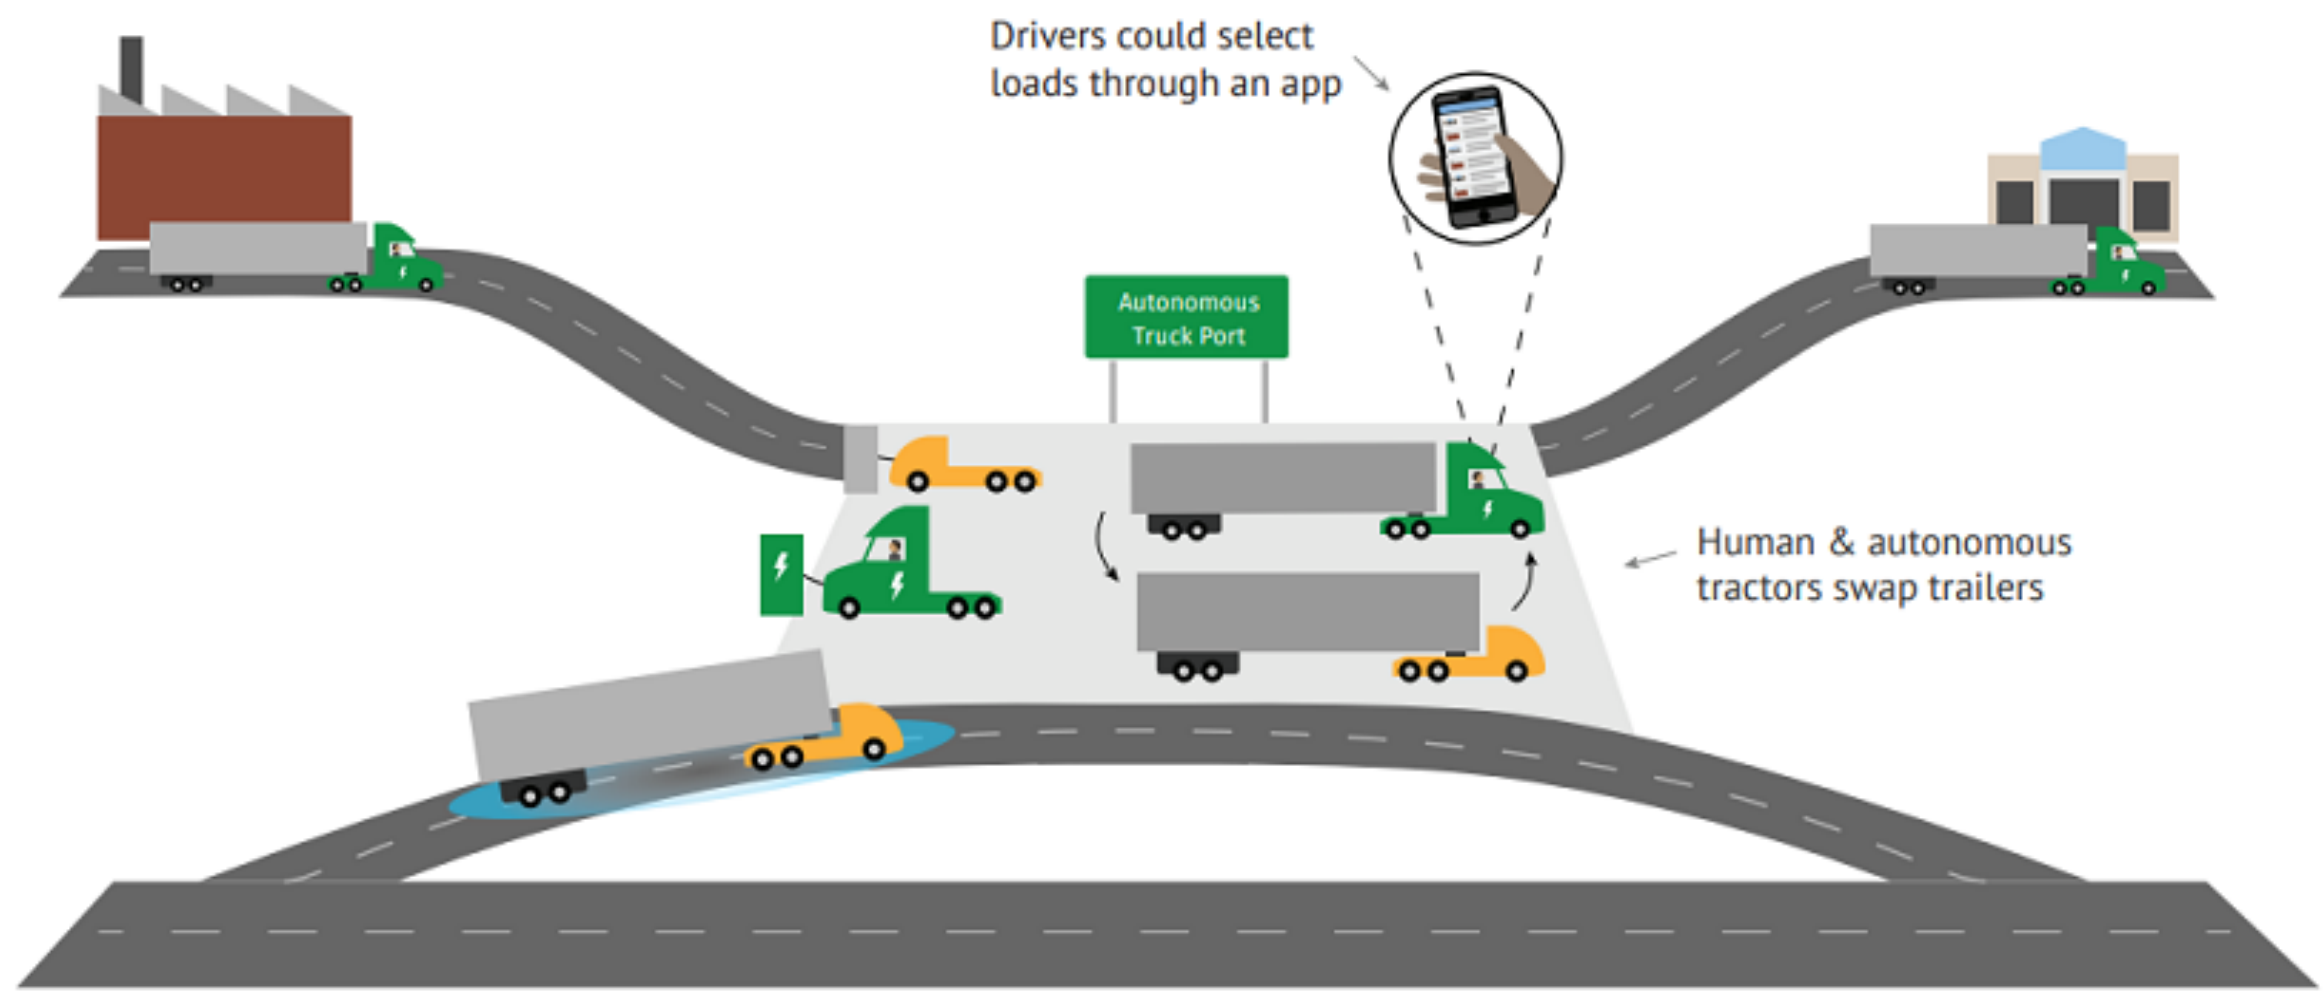 Drivers could select
loads through an app
Autonomous
Truck Port
Human & autonomous
tractors swap trailers